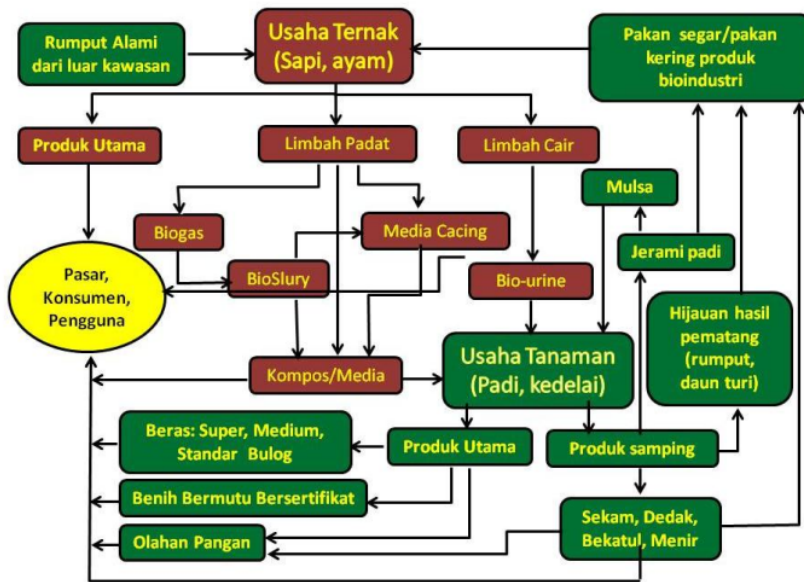 Rumput Alami
dari luar kawasan
Usaha Ternak
(Sapi, ayam)
Pakan segar/pakan
kering produk
bioindustri
Produk Utama
Limbah Padat
Limbah Cair
Mulsa
Biogas
Media Cacing
Jerami padi
BioSlury
Bio-urine
Pasar,
Konsumen,
Pengguna
Hijauan hasil
pematang
(rumput,
daun turi)
Kompos/Media
Usaha Tanaman
(Padi, kedelai)
Beras: Super, Medium,
Standar Bulog
Produk Utama
Produk samping
Benih Bermutu Bersertifikat
Sekam, Dedak,
Bekatul, Menir
Olahan Pangan